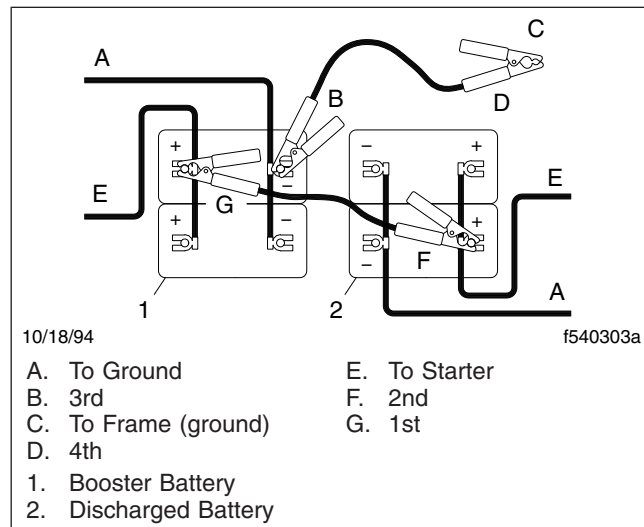 C
A
B
D
+
–
–
+
E
–
E
G
+
+
–
F
–
A
1
2
10/18/94
f540303a
A. To Ground
E. To Starter
B. 3rd
F. 2nd
C. To Frame (ground)
G. 1st
D. 4th
1. Booster Battery
2. Discharged Battery